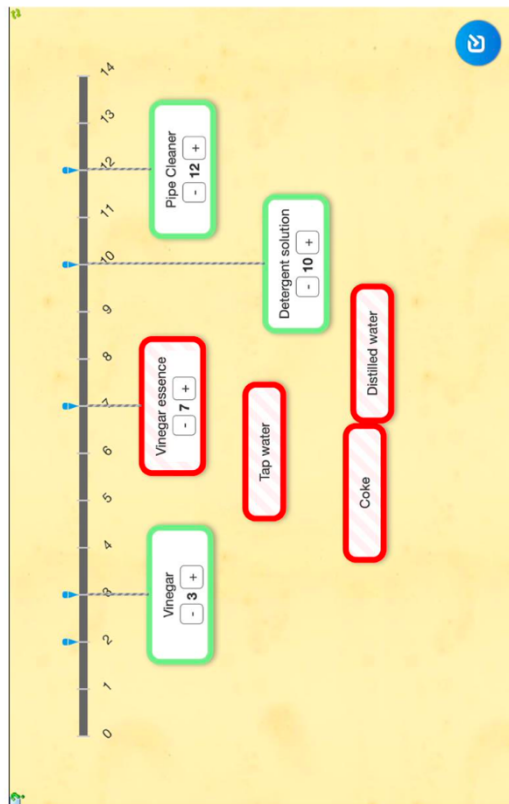 0 1 2 3 4 5 6 7 8 9 10 11 12 13 14
Vinegar
- 3 +
Vinegar essence
- 7 +
Pipe Cleaner
- 12 +
Tap water
Detergent solution
- 10 +
Coke
Distilled water